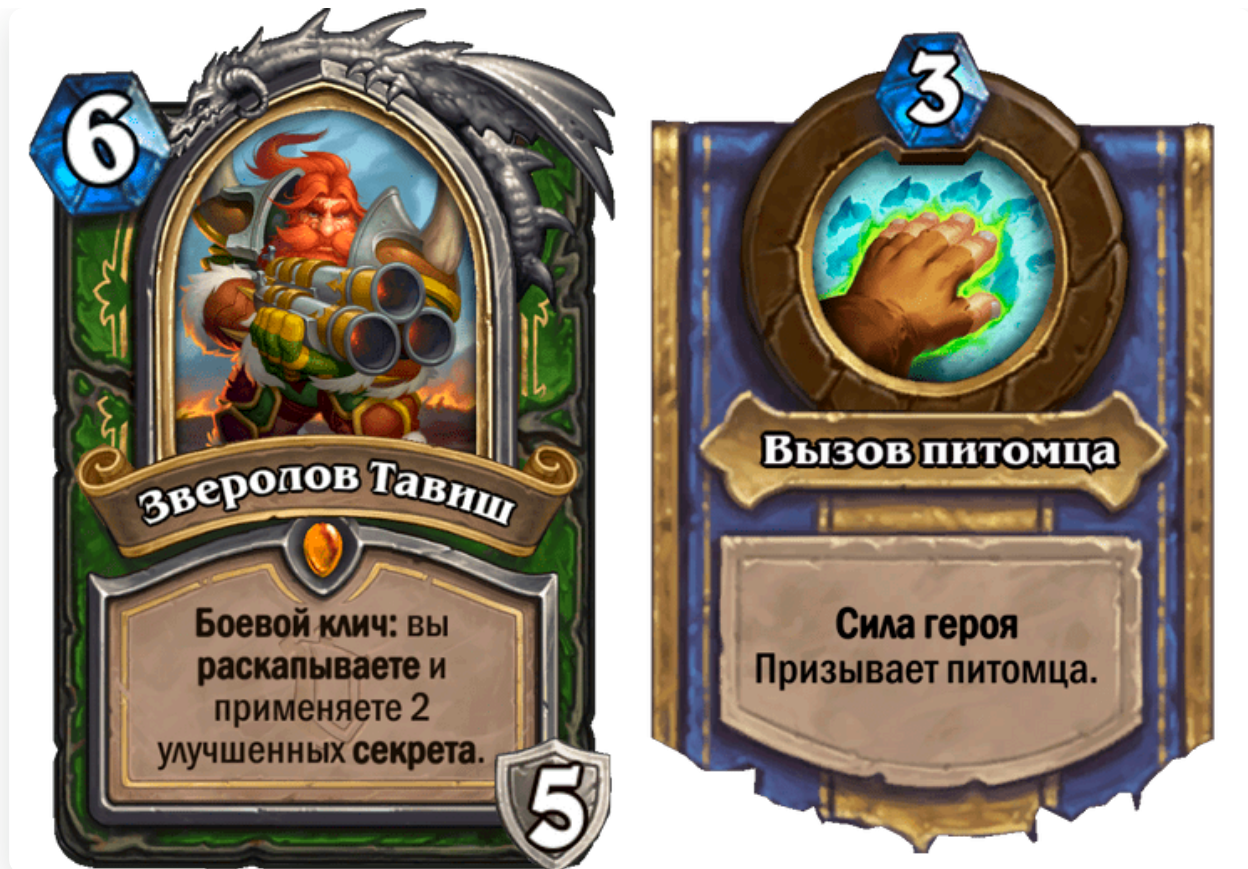 6
Зверолов Тавиш
Боевой клич: вы
раскапываете и
применяете 2
улучшенных секрета.
5
3
Вызов питомца
Сила героя
Призывает питомца.